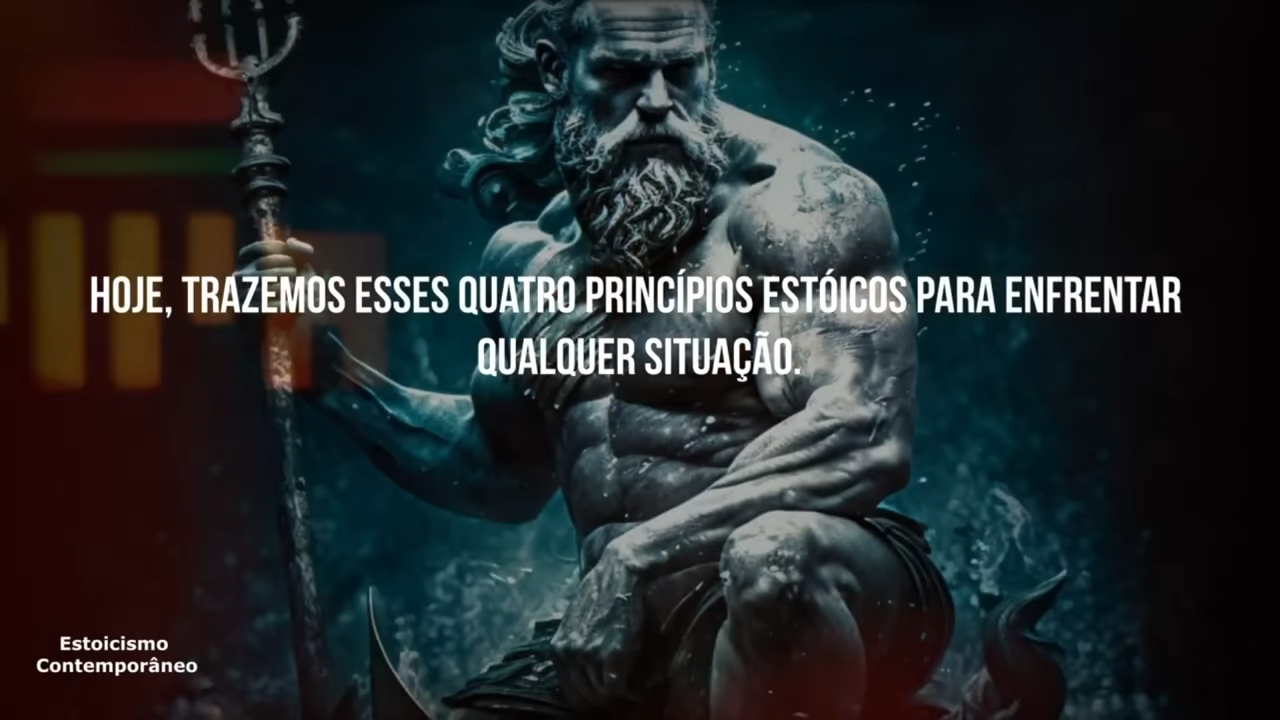 HOJE, TRAZEMOS ESSES QUATRO PRINCÍPIOS ESTÓICOS PARA ENFRENTAR
QUALQUER SITUAÇÃO.
Estoicismo
Contemporâneo